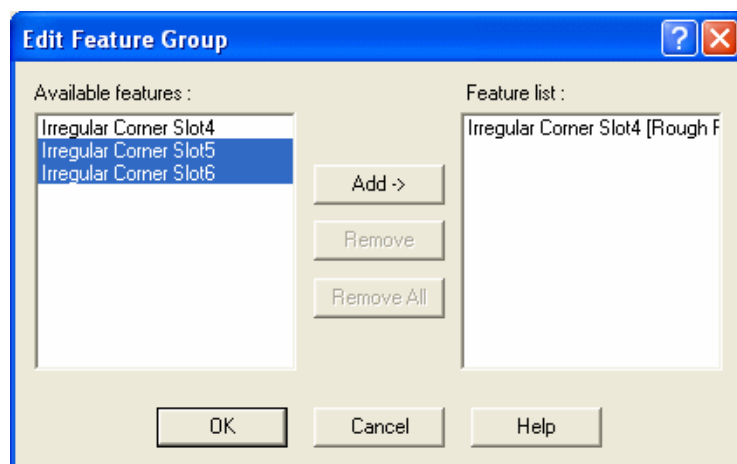 Edit Feature Group
Available features :
Irregular Corner Slot4
Irregular Corner Slot5
Irregular Corner Slot6
Add ->
Remove
Remove All
Feature list :
Irregular Corner Slot4 [Rough
OK
Cancel
Help